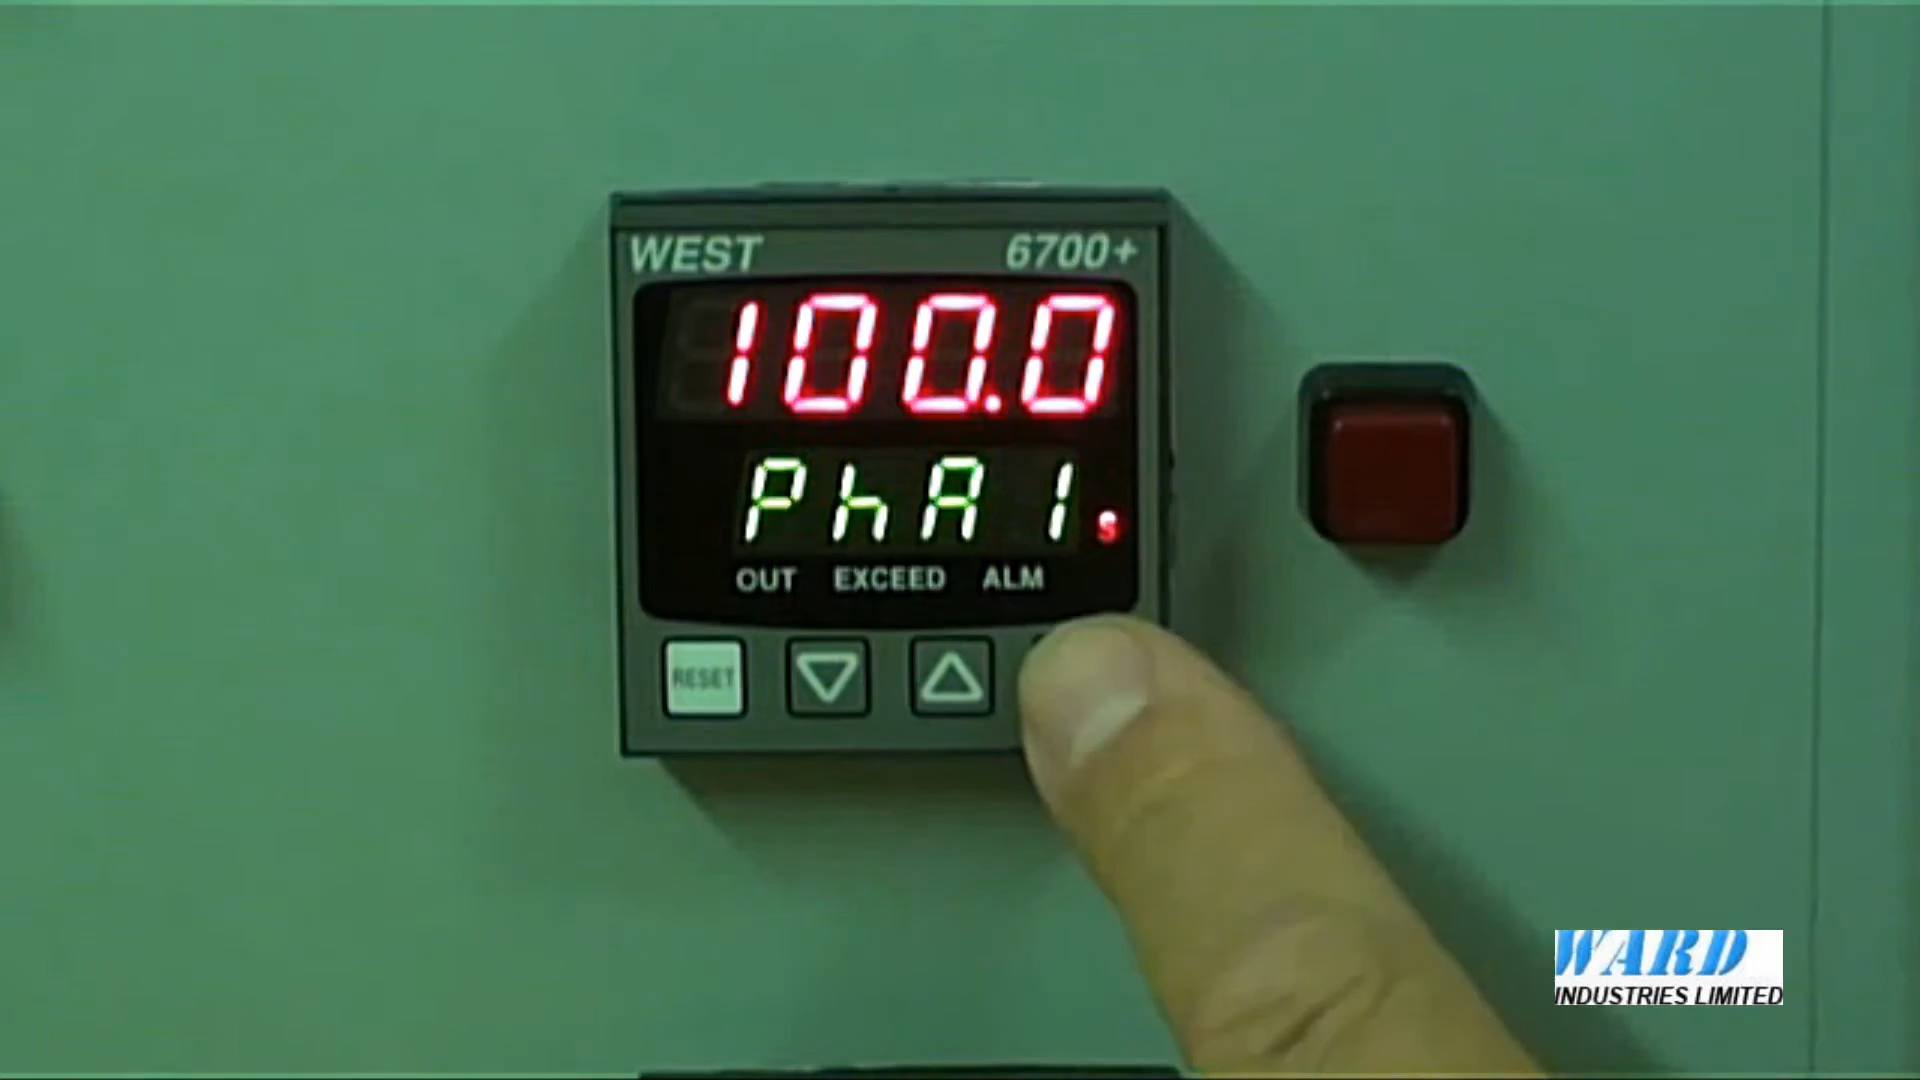 WEST 6700+
100.0
PhA1 s
OUT EXCEED ALM
RESET
WARD
INDUSTRIES LIMITED